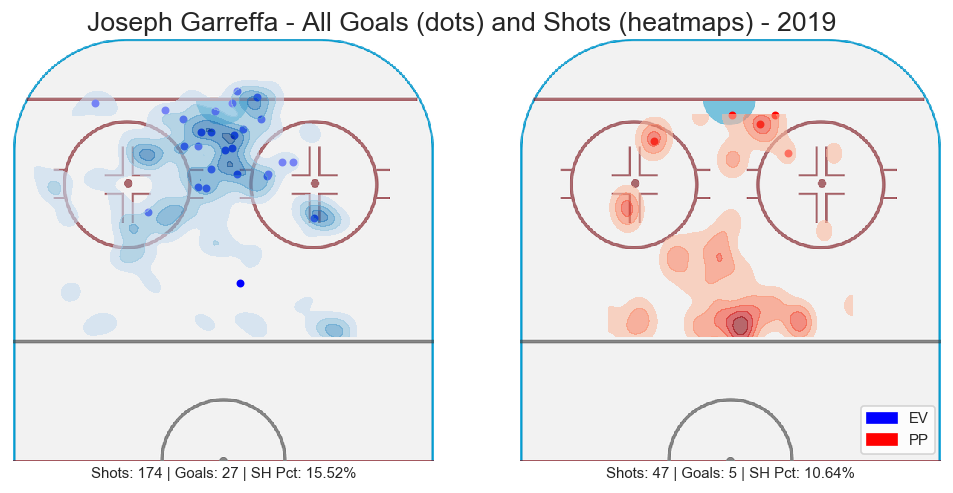 Joseph Garreffa - All Goals (dots) and Shots (heatmaps) - 2019
EV
PP
Shots: 174 | Goals: 27 | SH Pct: 15.52%
Shots: 47 | Goals: 5 | SH Pct: 10.64%